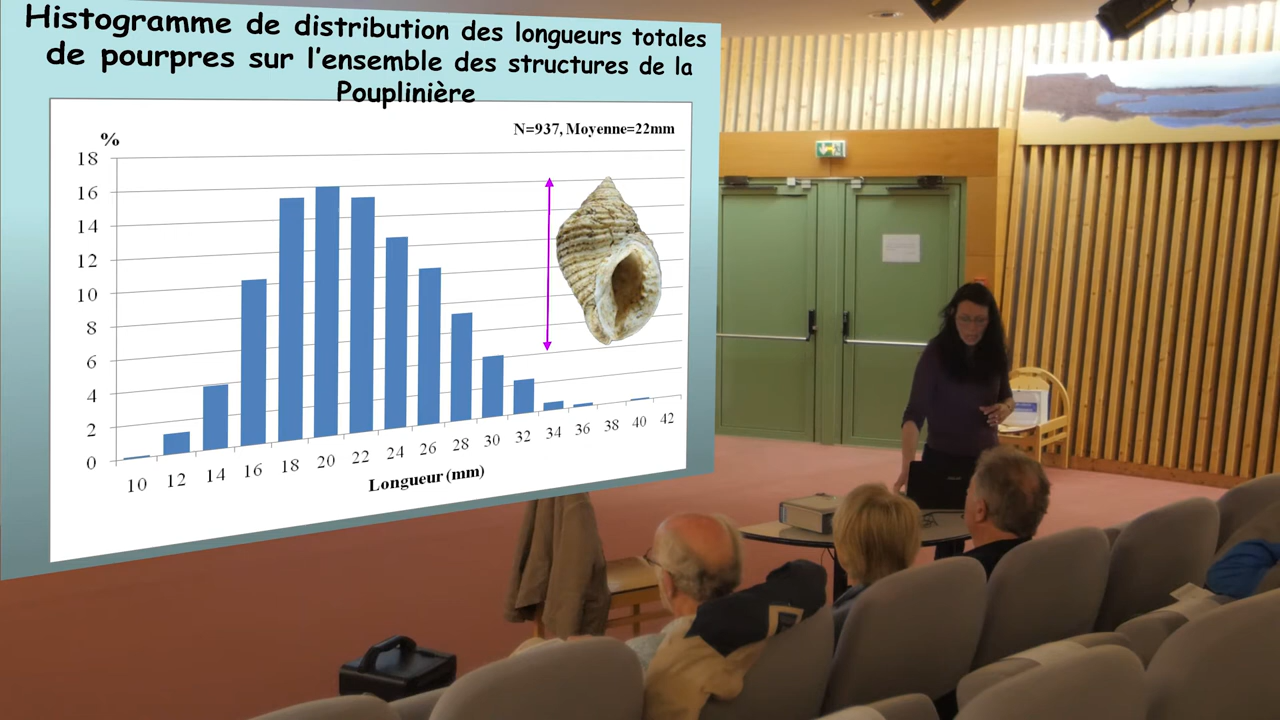 Histogramme de distribution des longueurs totales
de pourpres sur l'ensemble des structures de la
Pouplinière
N=937, Moyenne=22mm
%
18
16
14
12
10
8
6
4
2
0
10 12 14 16 18 20 22 24 26 28 30 32 34 36 38 40 42
Longueur (mm)